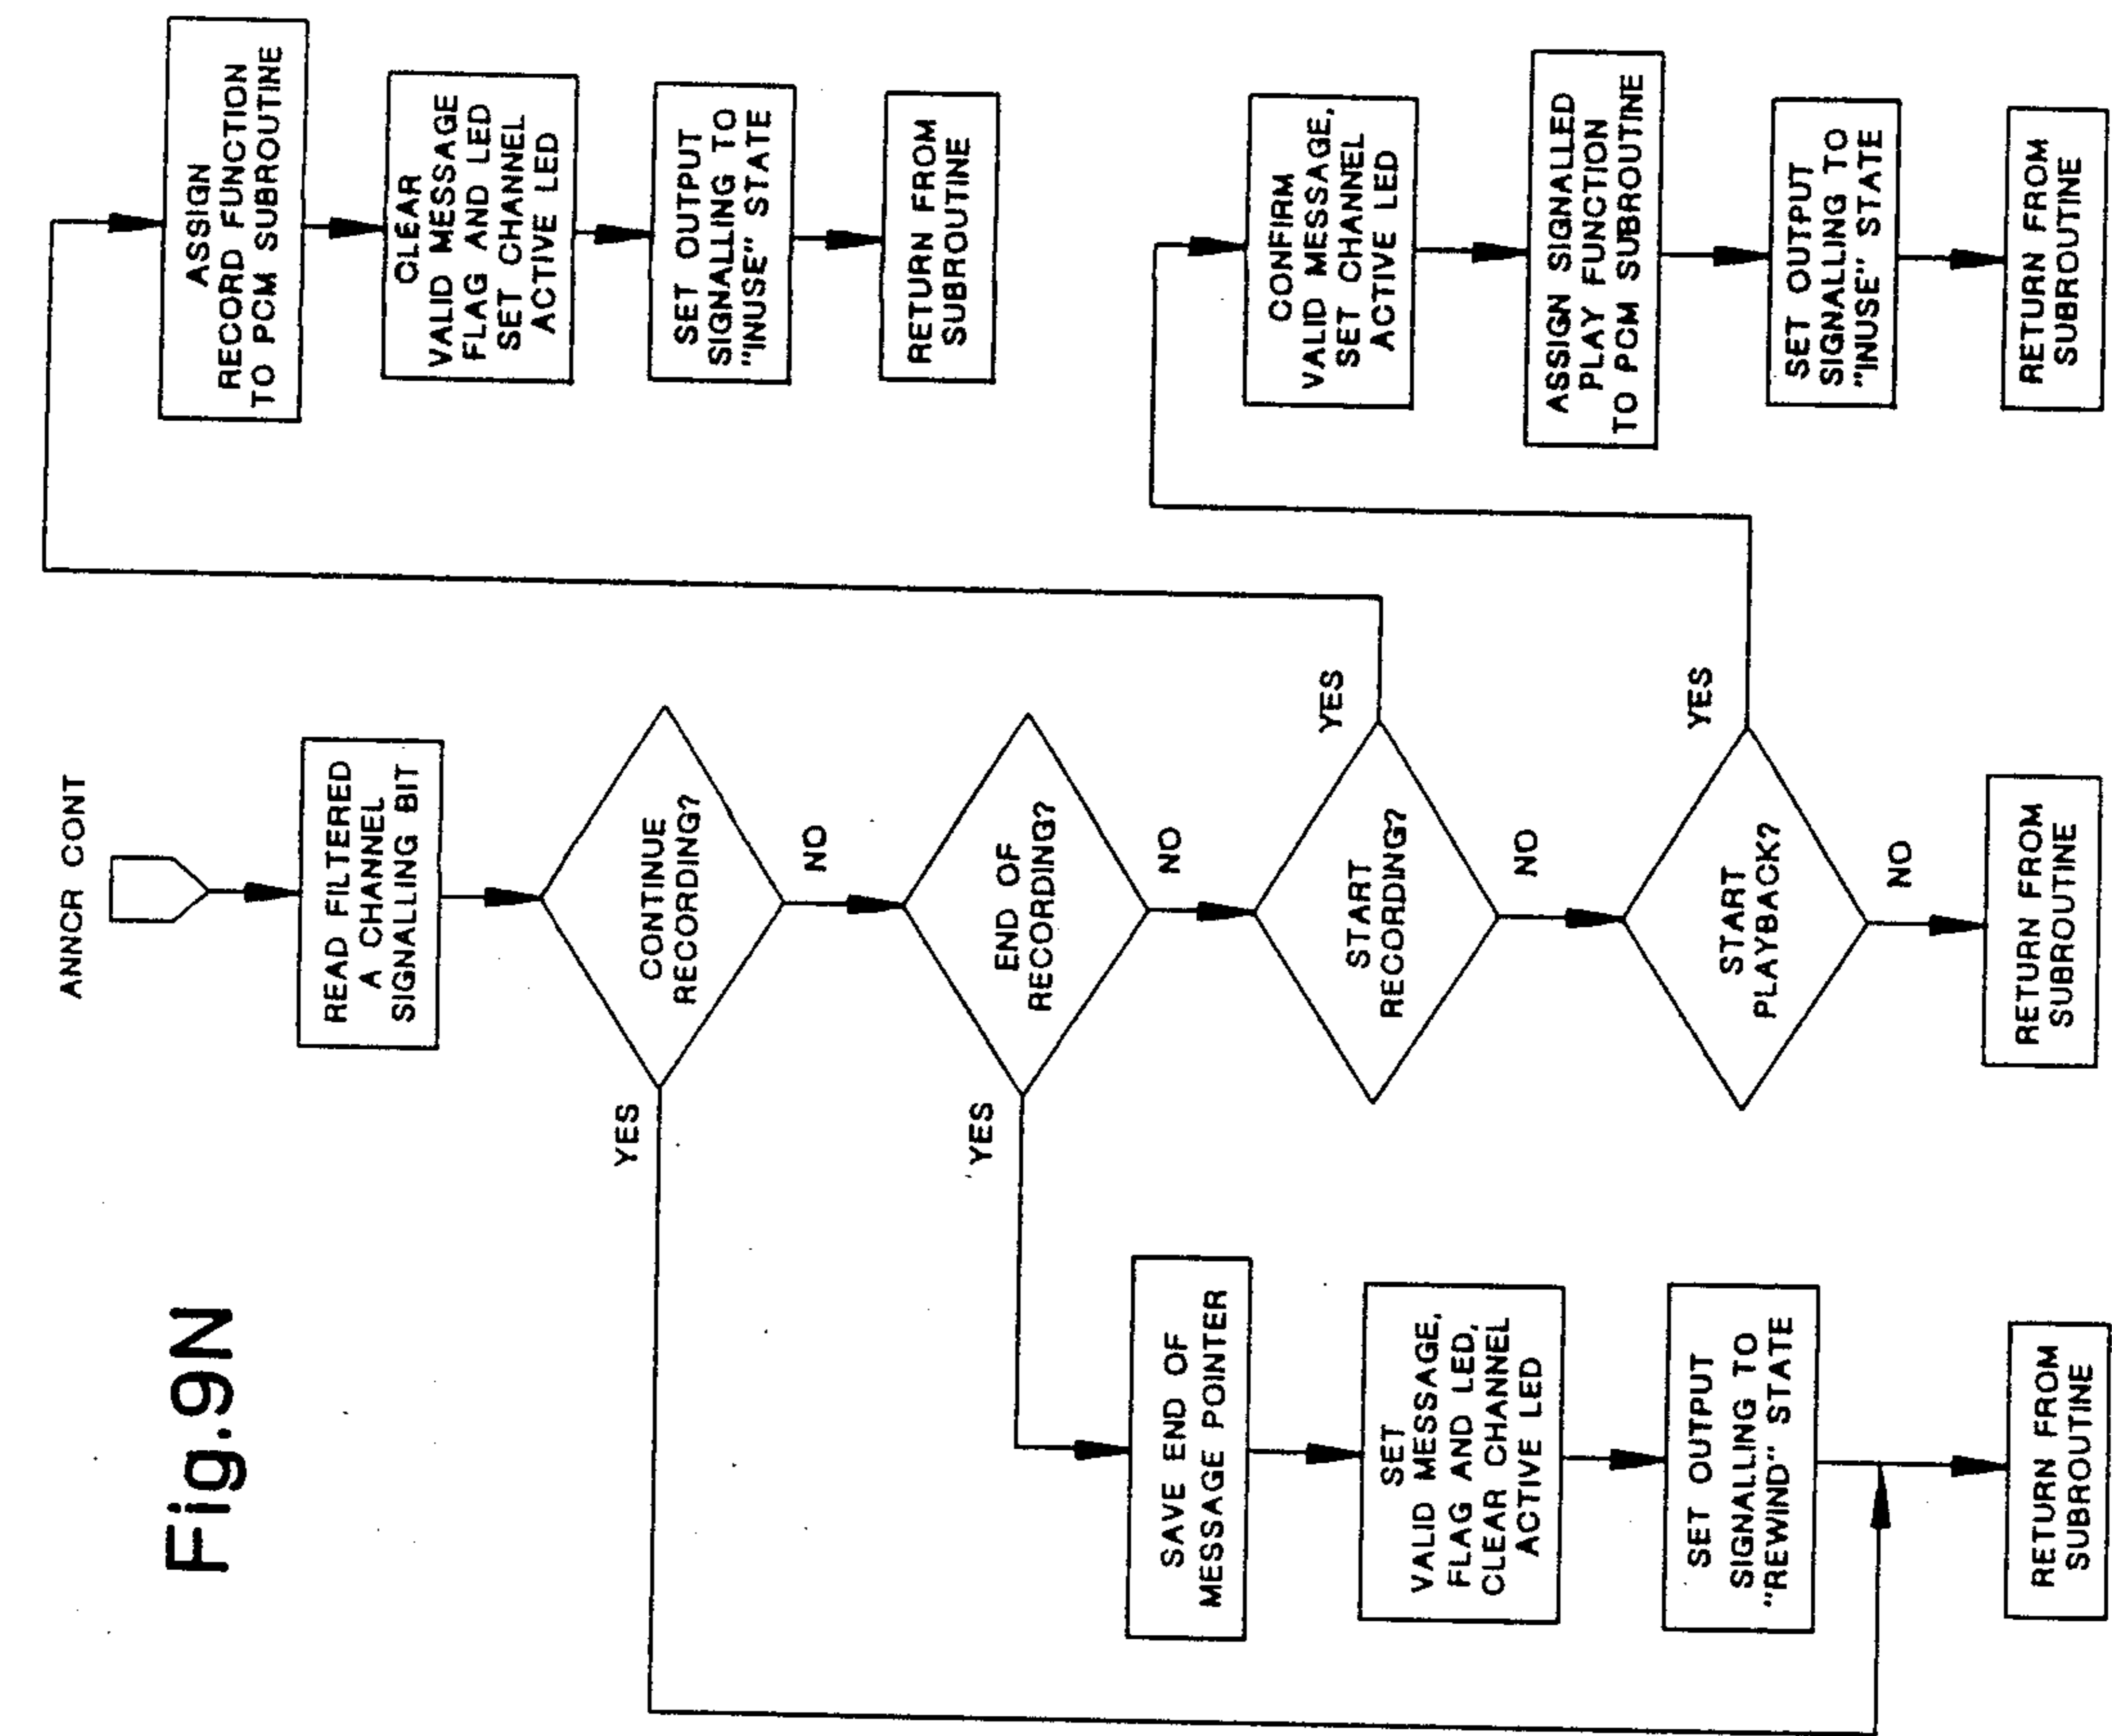 Fig.9N
ANNCR CONT
READ FILTERED
A CHANNEL
SIGNALLING BIT
CONTINUE
RECORDING?
YES
NO
END OF
RECORDING?
YES
NO
START
RECORDING?
YES
NO
START
PLAYBACK?
YES
NO
RETURN FROM
SUBROUTINE
SAVE END OF
MESSAGE POINTER
SET
VALID MESSAGE,
FLAG AND LED,
CLEAR CHANNEL
ACTIVE LED
SET OUTPUT
SIGNALLING TO
"REWIND" STATE
RETURN FROM
SUBROUTINE
ASSIGN
RECORD FUNCTION
TO PCM SUBROUTINE
CLEAR
VALID MESSAGE
FLAG AND LED
SET CHANNEL
ACTIVE LED
SET OUTPUT
SIGNALLING TO
"INUSE" STATE
RETURN FROM
SUBROUTINE
CONFIRM
VALID MESSAGE,
SET CHANNEL
ACTIVE LED
ASSIGN SIGNALLED
PLAY FUNCTION
TO PCM SUBROUTINE
SET OUTPUT
SIGNALLING TO
"INUSE" STATE
RETURN FROM
SUBROUTINE